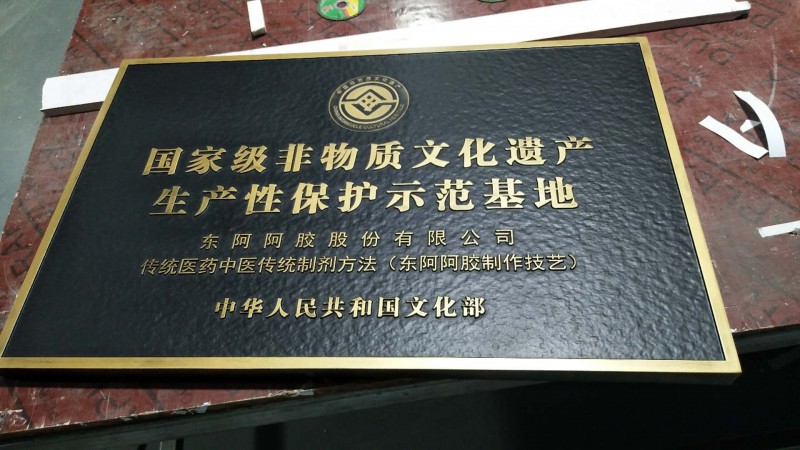 国家级非物质文化遗产
生产性保护示范基地
东阿阿胶股份有限公司
传统医药中医传统制剂方法（东阿阿胶制作技艺）
中华人民共和国文化部